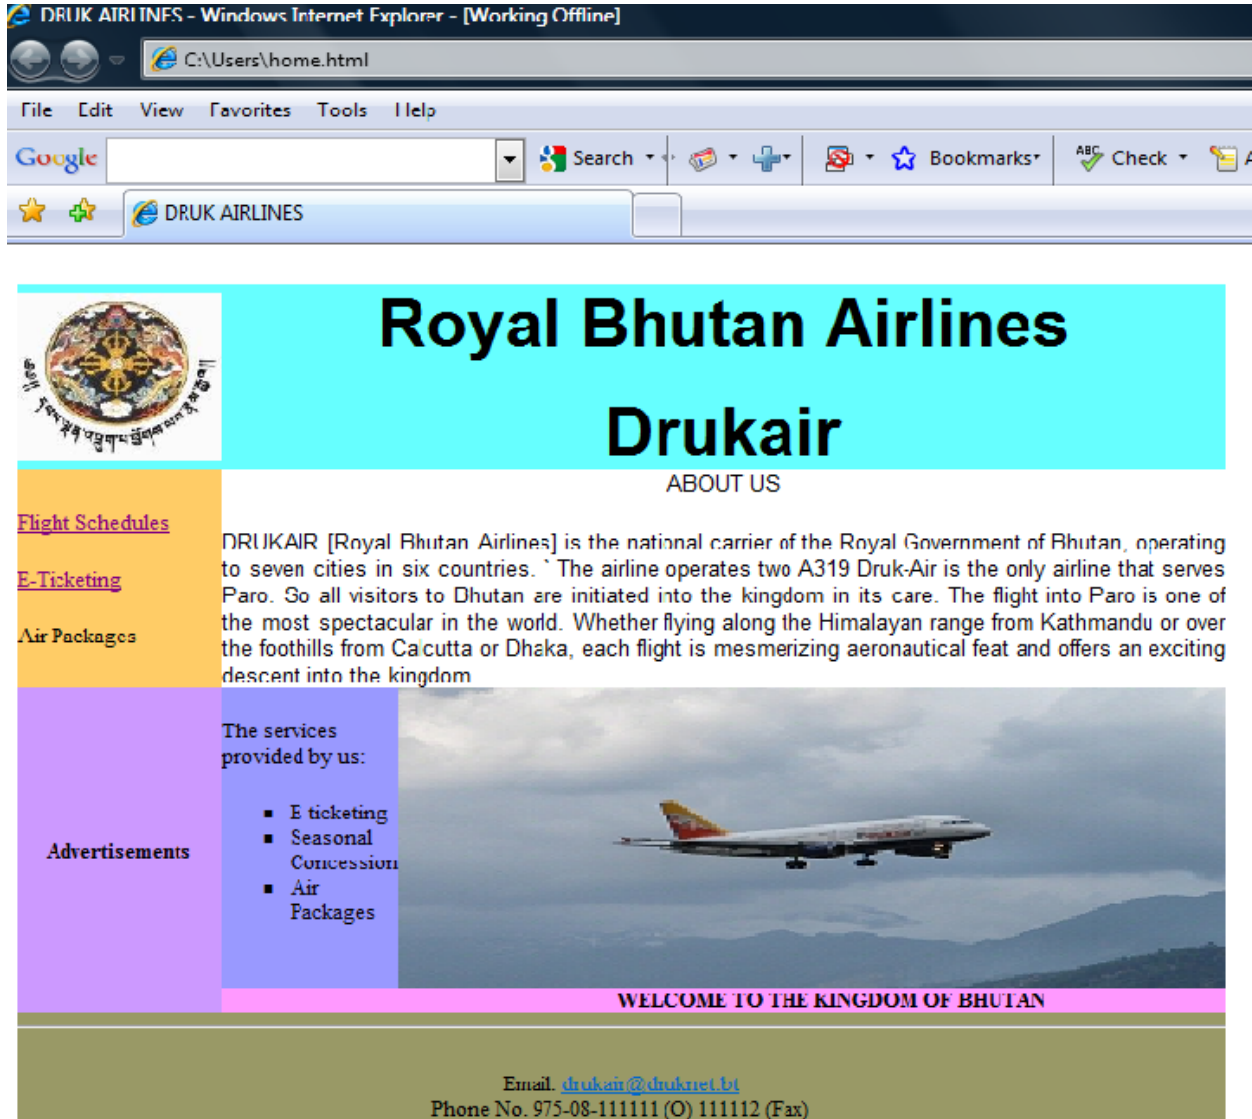 DRUK AIRLINES - Windows Internet Explorer - [Working Offline]
C:\Users\home.html
File Edit View Favorites Tools Help
Google Search Bookmarks Check
DRUK AIRLINES
Royal Bhutan Airlines
Drukair
ABOUT US
Flight Schedules
E-Ticketing
Air Packages
DRUKAIR [Royal Bhutan Airlines] is the national carrier of the Royal Government of Bhutan, operating
to seven cities in six countries. ` The airline operates two A319 Druk-Air is the only airline that serves
Paro. So all visitors to Bhutan are initiated into the kingdom in its care. The flight into Paro is one of
the most spectacular in the world. Whether flying along the Himalayan range from Kathmandu or over
the foothills from Calcutta or Dhaka, each flight is mesmerizing aeronautical feat and offers an exciting
descent into the kingdom
Advertisements
The services
provided by us:
E ticketing
Seasonal
Concession
Air
Packages
WELCOME TO THE KINGDOM OF BHUTAN
Email. drukair@druknet.bt
Phone No. 975-08-111111 (O) 111112 (Fax)